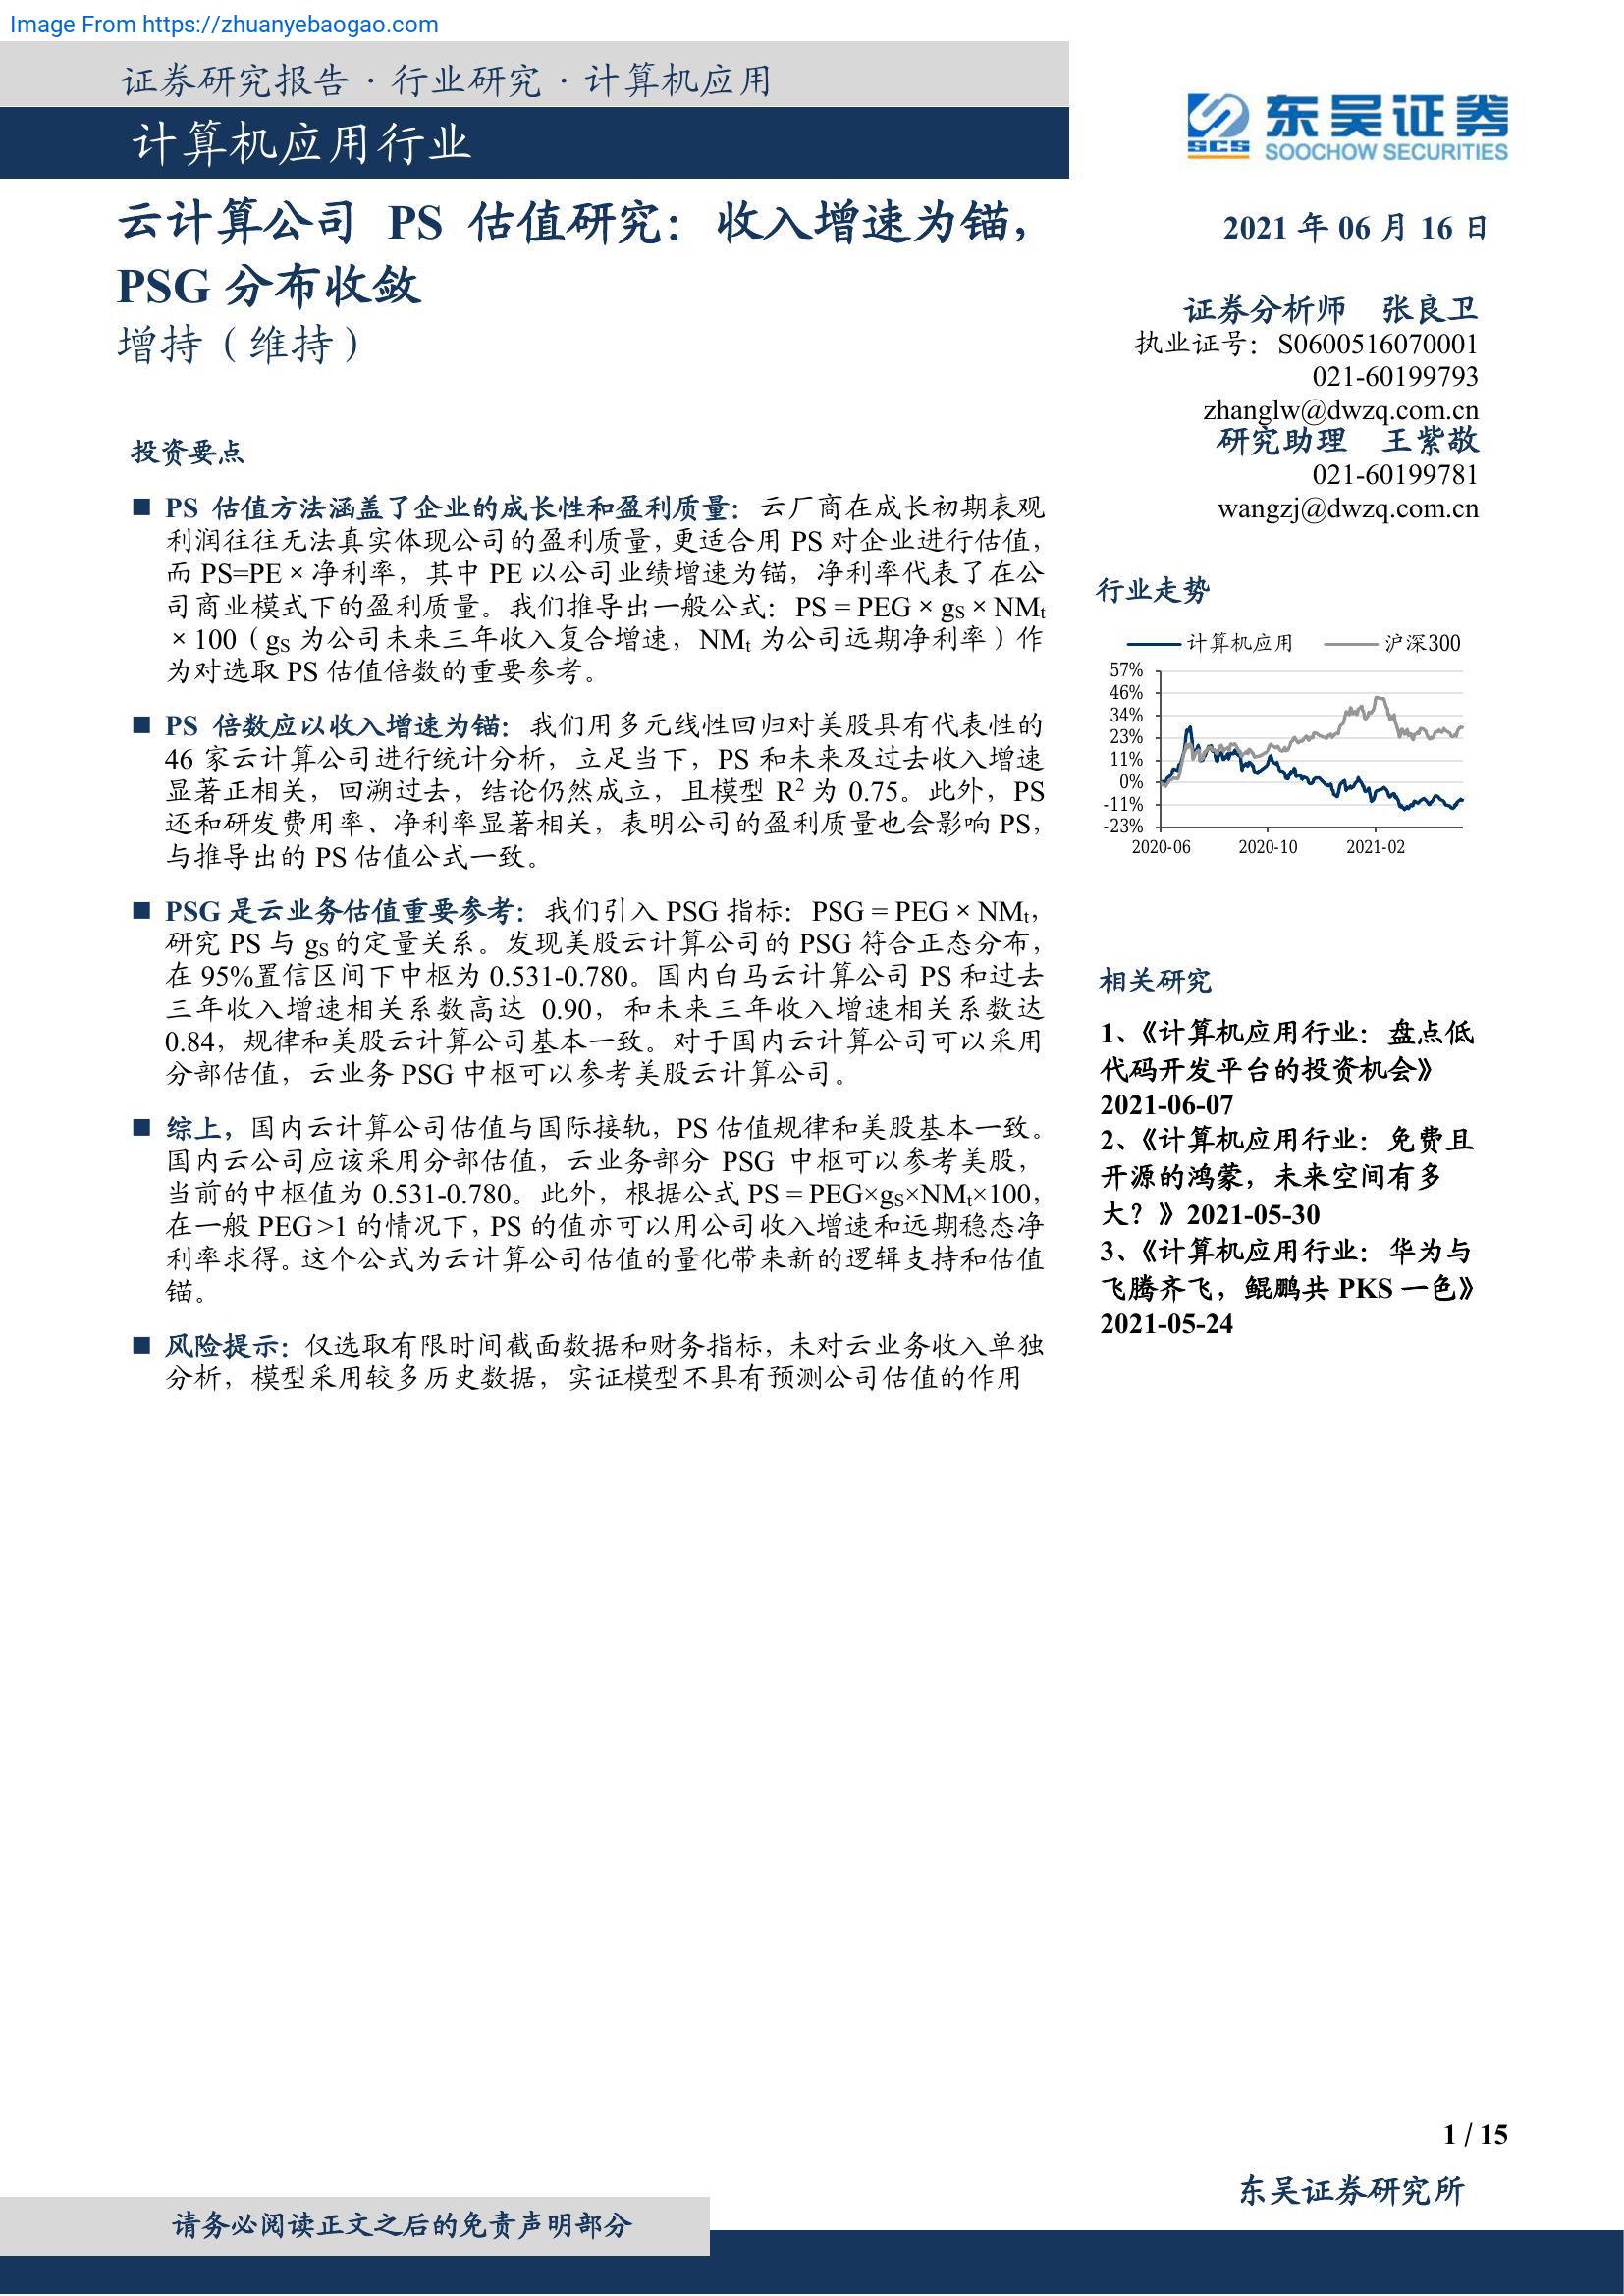 Image From https://zhuanyebaogao.com
证券研究报告·行业研究·计算机应用
计算机应用行业
SCS 东吴证券
SOOCHOW SECURITIES
云计算公司 PS 估值研究：收入增速为锚，
PSG 分布收敛
增持（维持）
投资要点
■ PS 估值方法涵盖了企业的成长性和盈利质量：云厂商在成长初期表观
利润往往无法真实体现公司的盈利质量，更适合用 PS 对企业进行估值，
而 PS=PE × 净利率，其中 PE 以公司业绩增速为锚，净利率代表了在公
司商业模式下的盈利质量。我们推导出一般公式：PS = PEG × gS × NMt
× 100（gS 为公司未来三年收入复合增速，NMt 为公司远期净利率）作
为对选取 PS 估值倍数的重要参考。
■ PS 倍数应以收入增速为锚：我们用多元线性回归对美股具有代表性的
46 家云计算公司进行统计分析，立足当下，PS 和未来及过去收入增速
显著正相关，回溯过去，结论仍然成立，且模型 R² 为 0.75。此外，PS
还和研发费用率、净利率显著相关，表明公司的盈利质量也会影响 PS，
与推导出的 PS 估值公式一致。
■ PSG 是云业务估值重要参考：我们引入 PSG 指标：PSG = PEG × NMt，
研究 PS 与 gS 的定量关系。发现美股云计算公司的 PSG 符合正态分布，
在 95%置信区间下中枢为 0.531-0.780。国内白马云计算公司 PS 和过去
三年收入增速相关系数高达 0.90，和未来三年收入增速相关系数达
0.84，规律和美股云计算公司基本一致。对于国内云计算公司可以采用
分部估值，云业务 PSG 中枢可以参考美股云计算公司。
■ 综上，国内云计算公司估值与国际接轨，PS 估值规律和美股基本一致。
国内云公司应该采用分部估值，云业务部分 PSG 中枢可以参考美股，
当前的中枢值为 0.531-0.780。此外，根据公式 PS = PEG×gS×NMt×100，
在一般 PEG >1 的情况下，PS 的值亦可以用公司收入增速和远期稳态净
利率求得。这个公式为云计算公司估值的量化带来新的逻辑支持和估值
锚。
■ 风险提示：仅选取有限时间截面数据和财务指标，未对云业务收入单独
分析，模型采用较多历史数据，实证模型不具有预测公司估值的作用
2021 年 06 月 16 日
证券分析师 张良卫
执业证号：S0600516070001
021-60199793
zhanglw@dwzq.com.cn
研究助理 王紫敬
021-60199781
wangzj@dwzq.com.cn
行业走势
计算机应用 沪深300
57%
46%
34%
23%
11%
0%
-11%
-23%
2020-06 2020-10 2021-02
相关研究
1、《计算机应用行业：盘点低
代码开发平台的投资机会》
2021-06-07
2、《计算机应用行业：免费且
开源的鸿蒙，未来空间有多
大？》2021-05-30
3、《计算机应用行业：华为与
飞腾齐飞，鲲鹏共 PKS 一色》
2021-05-24
1 / 15
东吴证券研究所
请务必阅读正文之后的免责声明部分